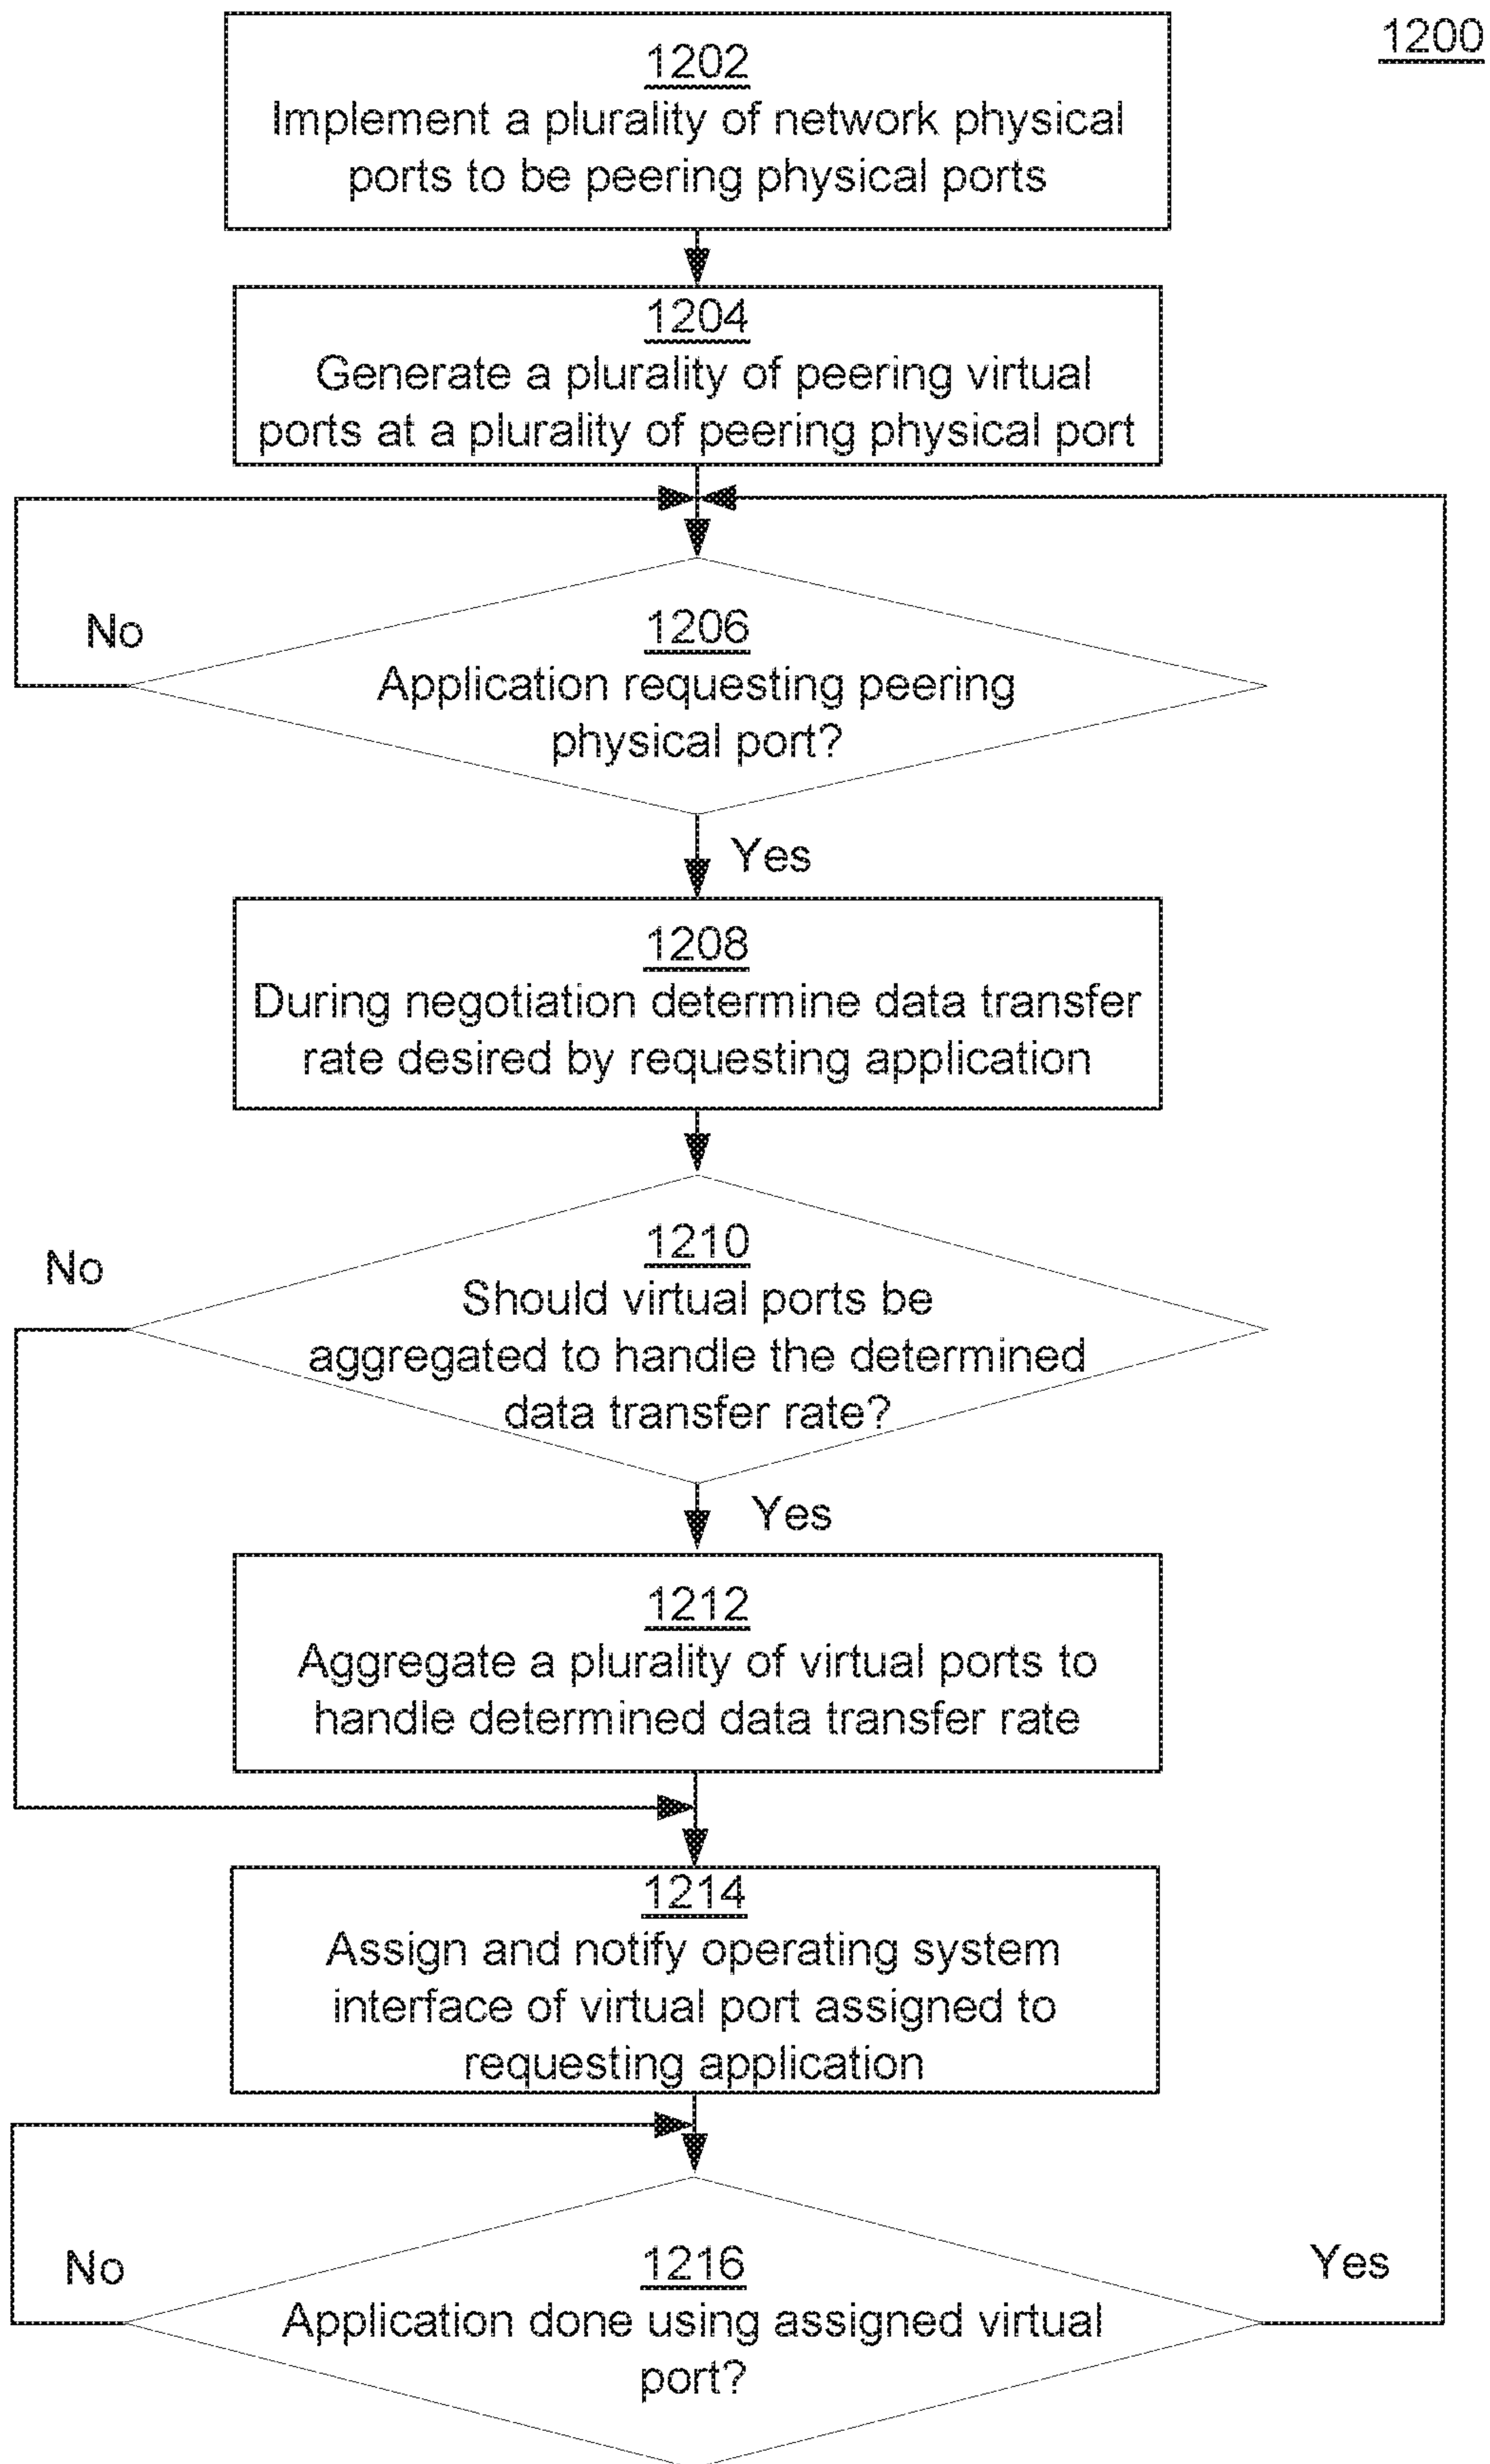 1200
1202
Implement a plurality of network physical
ports to be peering physical ports
1204
Generate a plurality of peering virtual
ports at a plurality of peering physical port
No
1206
Application requesting peering
physical port?
Yes
1208
During negotiation determine data transfer
rate desired by requesting application
No
1210
Should virtual ports be
aggregated to handle the determined
data transfer rate?
Yes
1212
Aggregate a plurality of virtual ports to
handle determined data transfer rate
1214
Assign and notify operating system
interface of virtual port assigned to
requesting application
No
1216
Yes
Application done using assigned virtual
port?